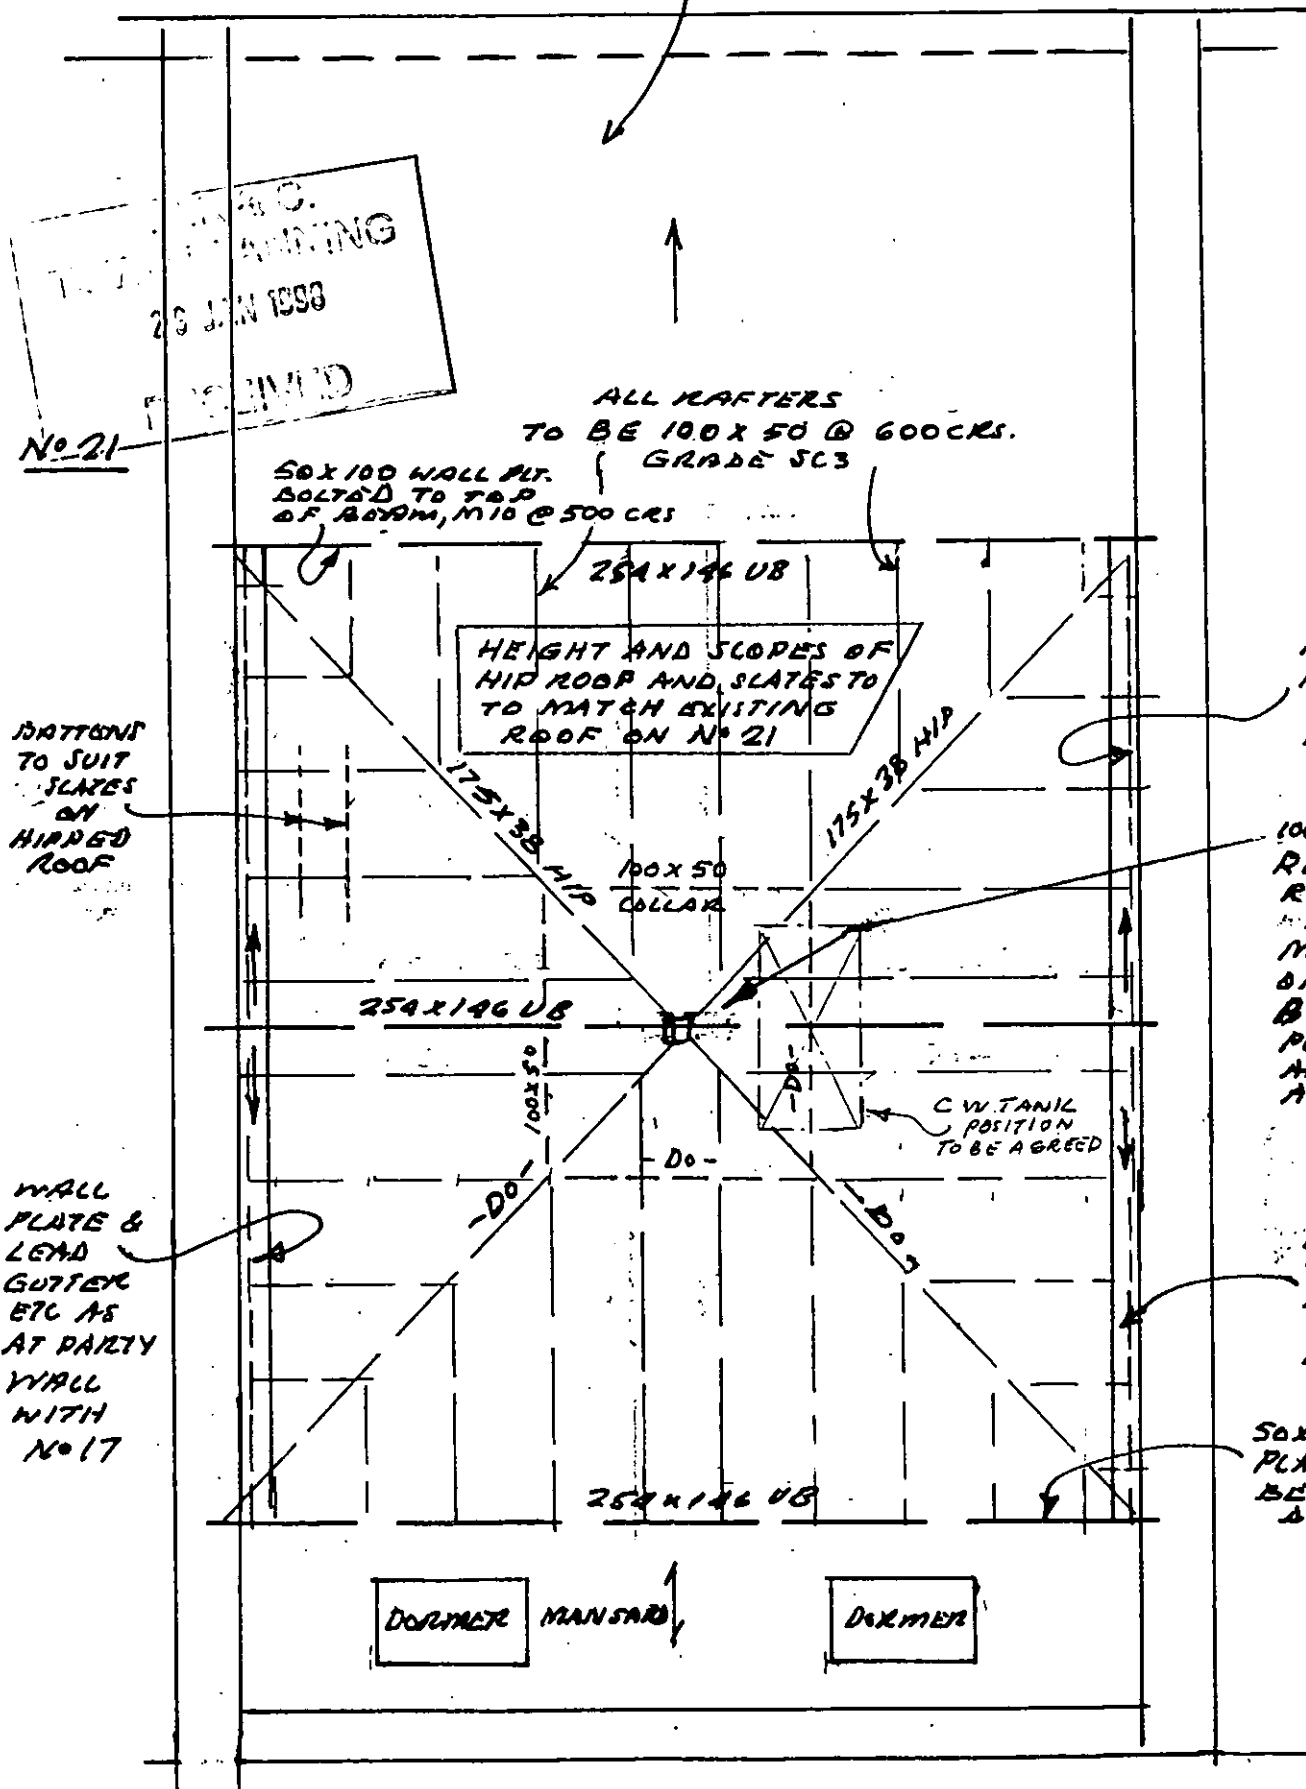 29 JAN 1998
No 21
ALL RAFTERS
TO BE 100 X 50 @ 600 CRS.
GRADE SC3
50 X 100 WALL PLT.
BOLTED TO TOP
OF BEAM, M10 @ 500 CRS
254 X 146 UB
HEIGHT AND SLOPES OF
HIP ROOF AND SLATES TO
TO MATCH EXISTING
ROOF ON No 21
BATTENS
TO SUIT
SLATES
ON
HIPPED
ROOF
175 X 38 HIP
175 X 38 HIP
100 X 50
COLLAR
254 X 146 UB
100 X 50
-DO-
C W. TANK
POSITION
TO BE AGREED
-DO-
-DO-
-DO-
WALL
PLATE &
LEAD
GUTTER
ETC AS
AT PARTY
WALL
WITH
No 17
254 X 146 UB
DORMER
MANSARD
DORMER